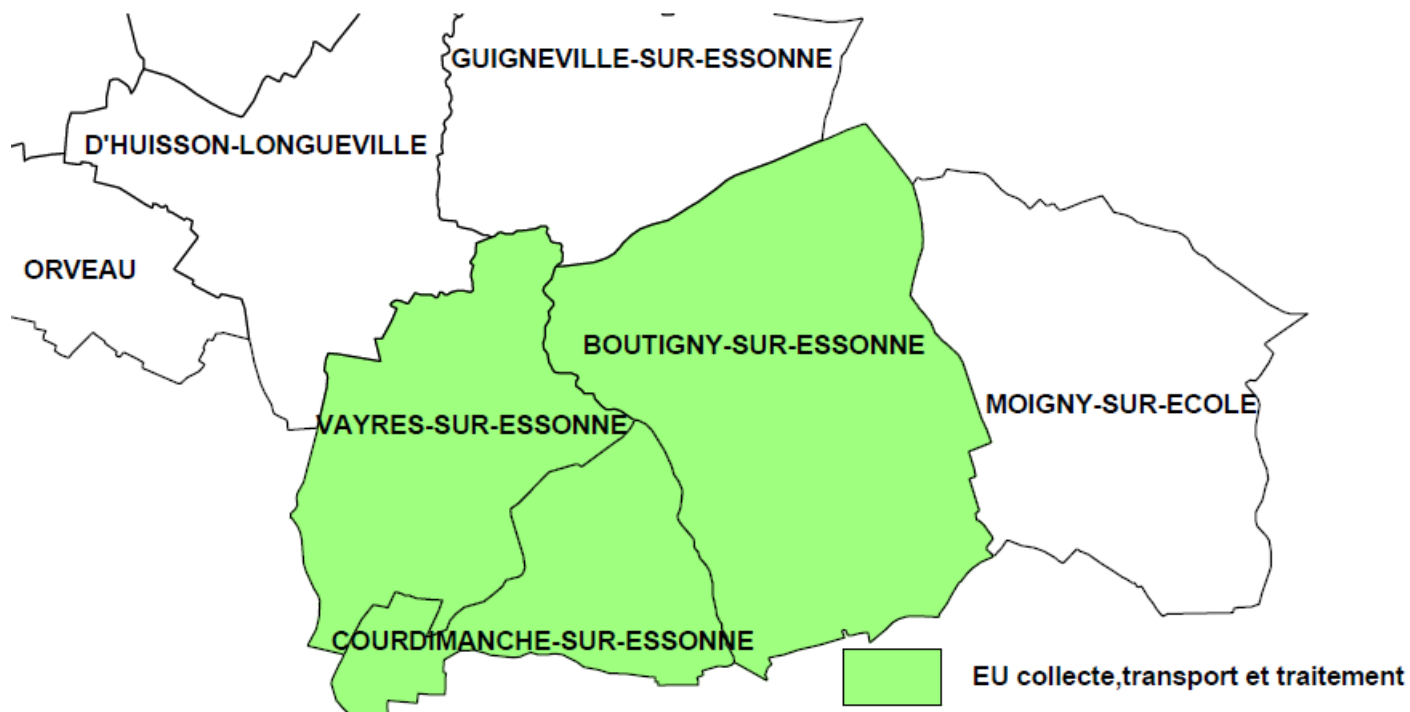 GUIGNEVILLE-SUR-ESSONNE
D'HUISSON-LONGUEVILLE
ORVEAU
BOUTIGNY-SUR-ESSONNE
MOIGNY-SUR-ECOLE
VAYRES-SUR-ESSONNE
COURDIMANCHE-SUR-ESSONNE
EU collecte,transport et traitement